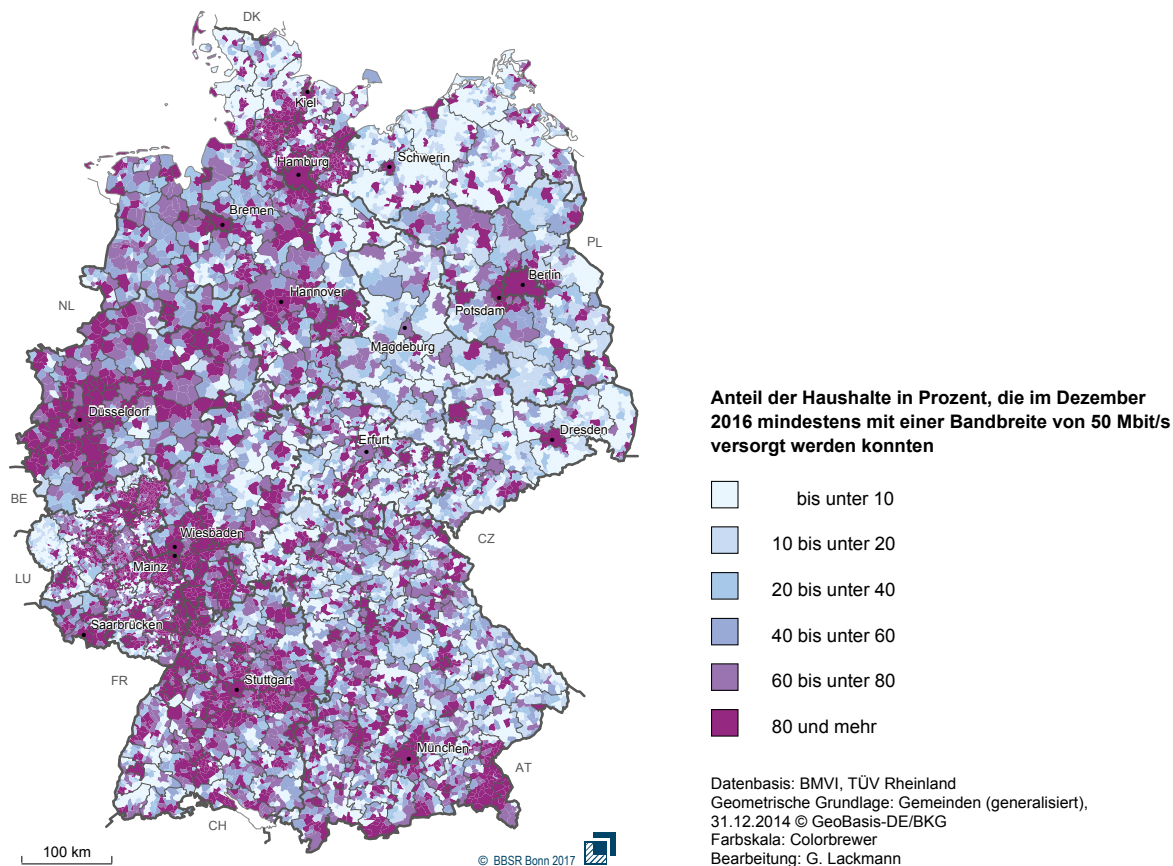 DK
Kiel
Schwerin
Hamburg
Bremen
PL
Berlin
NL
Hannover
Potsdam
Magdeburg
Düsseldorf
Erfurt
Dresden
BE
Wiesbaden
CZ
LU
Mainz
Saarbrücken
FR
Stuttgart
München
AT
CH
100 km
© BBSR Bonn 2017
Anteil der Haushalte in Prozent, die im Dezember
2016 mindestens mit einer Bandbreite von 50 Mbit/s
versorgt werden konnten
bis unter 10
10 bis unter 20
20 bis unter 40
40 bis unter 60
60 bis unter 80
80 und mehr
Datenbasis: BMVI, TÜV Rheinland
Geometrische Grundlage: Gemeinden (generalisiert),
31.12.2014 © GeoBasis-DE/BKG
Farbskala: Colorbrewer
Bearbeitung: G. Lackmann